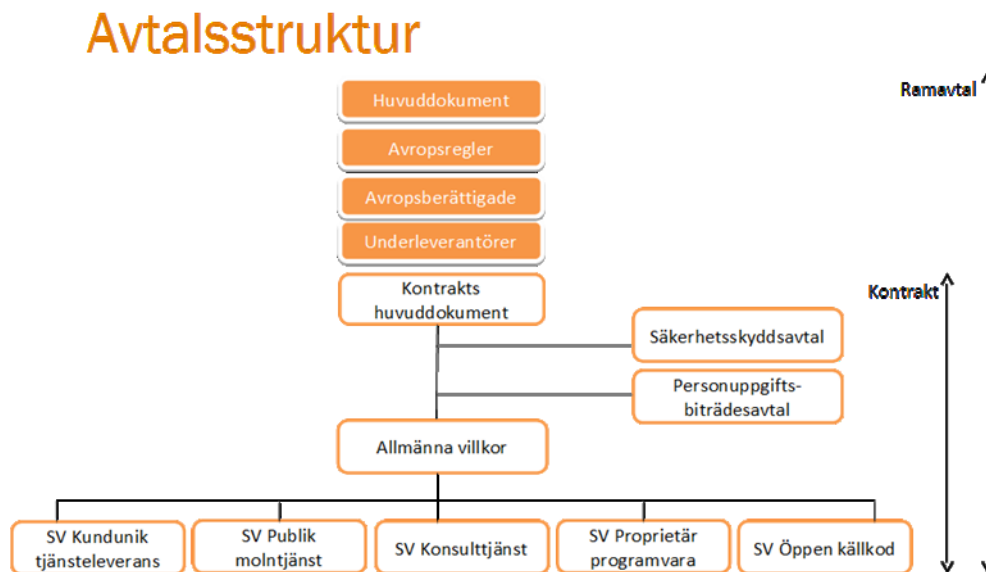 Avtalsstruktur
Ramavtal
Huvuddokument
Avropsregler
Avropsberättigade
Underleverantörer
Kontrakts
huvuddokument
Kontrakt
Säkerhetsskyddsavtal
Personuppgifts-
biträdesavtal
Allmänna villkor
SV Kundunik
tjänsteleverans
SV Publik
molntjänst
SV Konsulttjänst
SV Proprietär
programvara
SV Öppen källkod